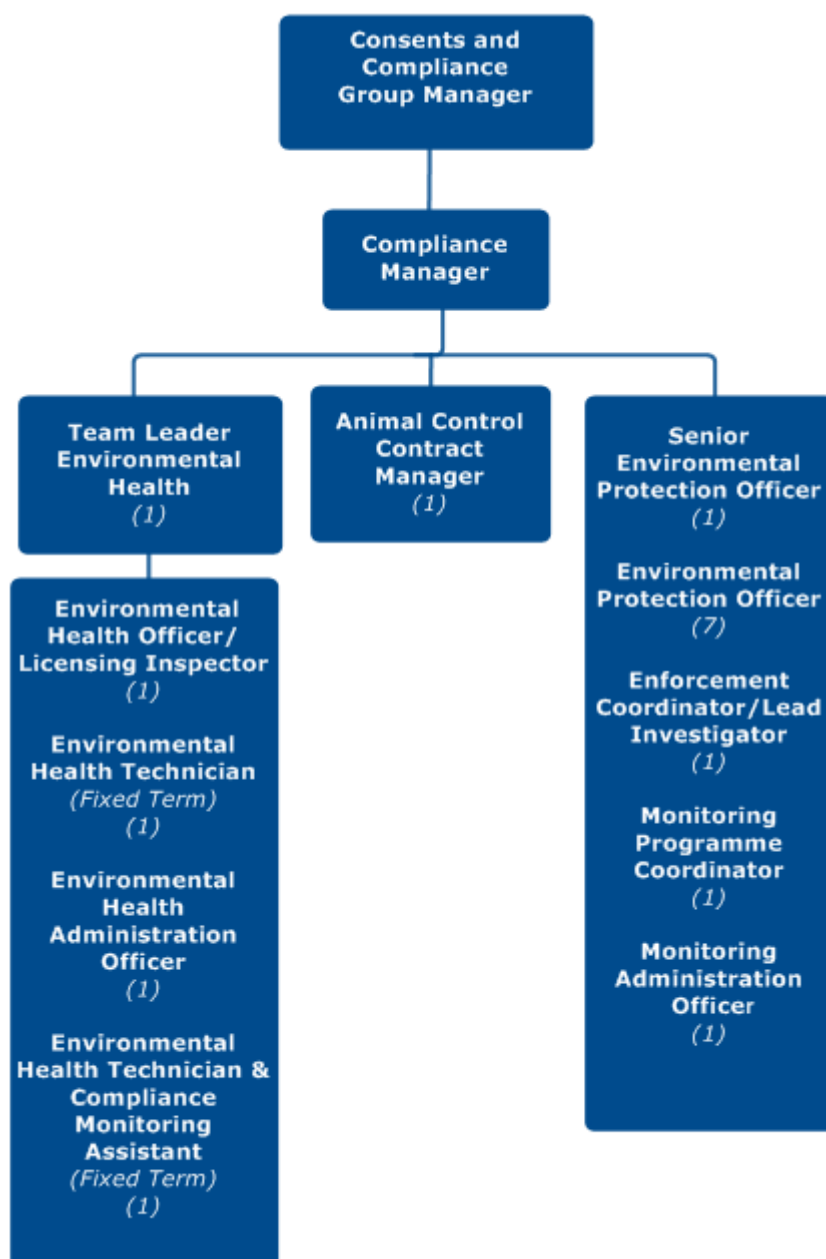 Consents and
Compliance
Group Manager
Compliance
Manager
Team Leader
Environmental
Health
(1)
Animal Control
Contract
Manager
(1)
Environmental
Health Officer/
Licensing Inspector
(1)
Environmental
Health Technician
(Fixed Term)
(1)
Environmental
Health
Administration
Officer
(1)
Environmental
Health Technician &
Compliance
Monitoring
Assistant
(Fixed Term)
(1)
Senior
Environmental
Protection Officer
(1)
Environmental
Protection Officer
(7)
Enforcement
Coordinator/Lead
Investigator
(1)
Monitoring
Programme
Coordinator
(1)
Monitoring
Administration
Officer
(1)